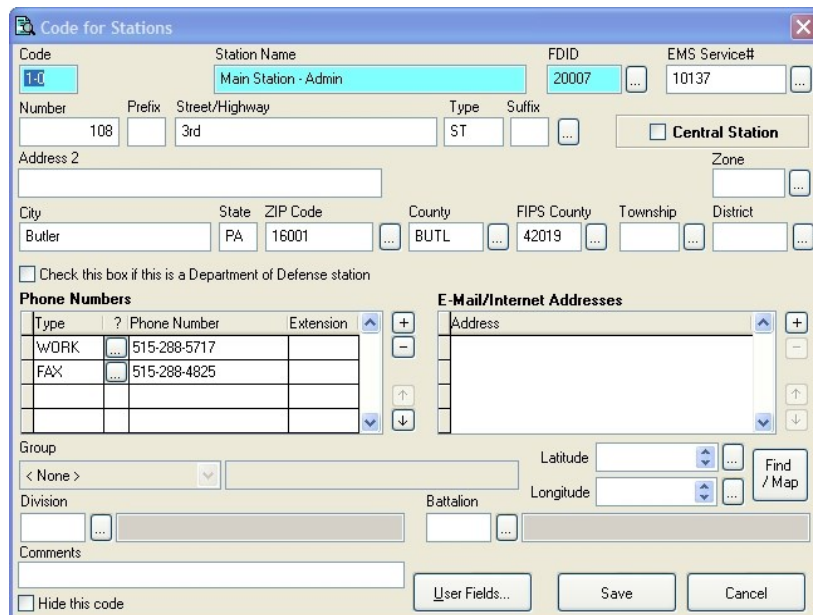 Code for Stations
Code Station Name FDID EMS Service#
1-0 Main Station - Admin 20007 ... 10137 ...
Number Prefix Street/Highway Type Suffix
108 3rd ST ... Central Station
Address 2 Zone
...
City State ZIP Code County FIPS County Township District
Butler PA 16001 ... BUTL ... 42019 ... ... ...
Check this box if this is a Department of Defense station
Phone Numbers E-Mail/Internet Addresses
Type ? Phone Number Extension + Address +
WORK ... 515-288-5717 - -
FAX ... 515-288-4825
Group Latitude ... Find
< None > Longitude ... / Map
Division Battalion
... ...
Comments
Hide this code User Fields... Save Cancel